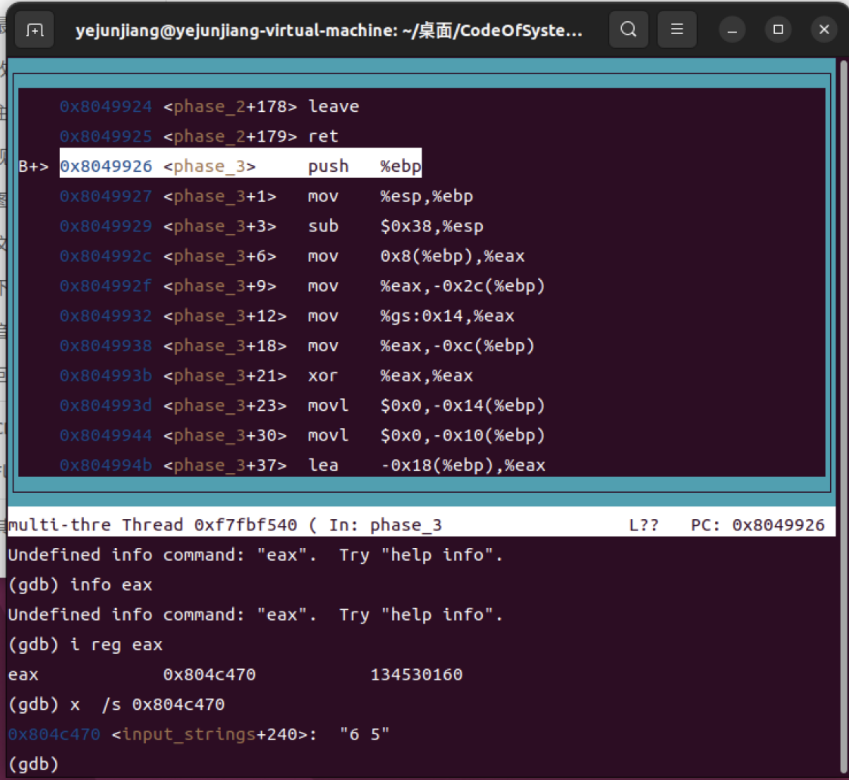 yejunjiang@yejunjiang-virtual-machine: ~/桌面/CodeOfSyste...
0x8049924 <phase_2+178> leave
0x8049925 <phase_2+179> ret
B+> 0x8049926 <phase_3> push %ebp
0x8049927 <phase_3+1> mov %esp,%ebp
0x8049929 <phase_3+3> sub $0x38,%esp
0x804992c <phase_3+6> mov 0x8(%ebp),%eax
0x804992f <phase_3+9> mov %eax,-0x2c(%ebp)
0x8049932 <phase_3+12> mov %gs:0x14,%eax
0x8049938 <phase_3+18> mov %eax,-0xc(%ebp)
0x804993b <phase_3+21> xor %eax,%eax
0x804993d <phase_3+23> movl $0x0,-0x14(%ebp)
0x8049944 <phase_3+30> movl $0x0,-0x10(%ebp)
0x804994b <phase_3+37> lea -0x18(%ebp),%eax
multi-thre Thread 0xf7fbf540 ( In: phase_3 L?? PC: 0x8049926
Undefined info command: "eax". Try "help info".
(gdb) info eax
Undefined info command: "eax". Try "help info".
(gdb) i reg eax
eax 0x804c470 134530160
(gdb) x /s 0x804c470
0x804c470 <input_strings+240>: "6 5"
(gdb)